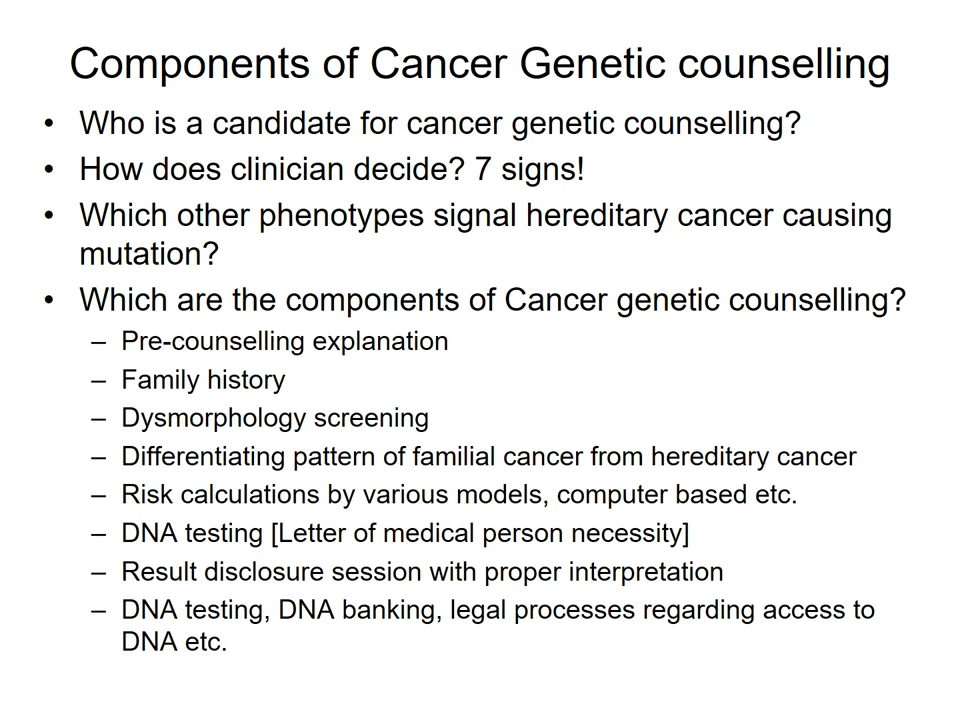 Components of Cancer Genetic counselling
• Who is a candidate for cancer genetic counselling?
• How does clinician decide? 7 signs!
• Which other phenotypes signal hereditary cancer causing
mutation?
• Which are the components of Cancer genetic counselling?
– Pre-counselling explanation
– Family history
– Dysmorphology screening
– Differentiating pattern of familial cancer from hereditary cancer
– Risk calculations by various models, computer based etc.
– DNA testing [Letter of medical person necessity]
– Result disclosure session with proper interpretation
– DNA testing, DNA banking, legal processes regarding access to
DNA etc.